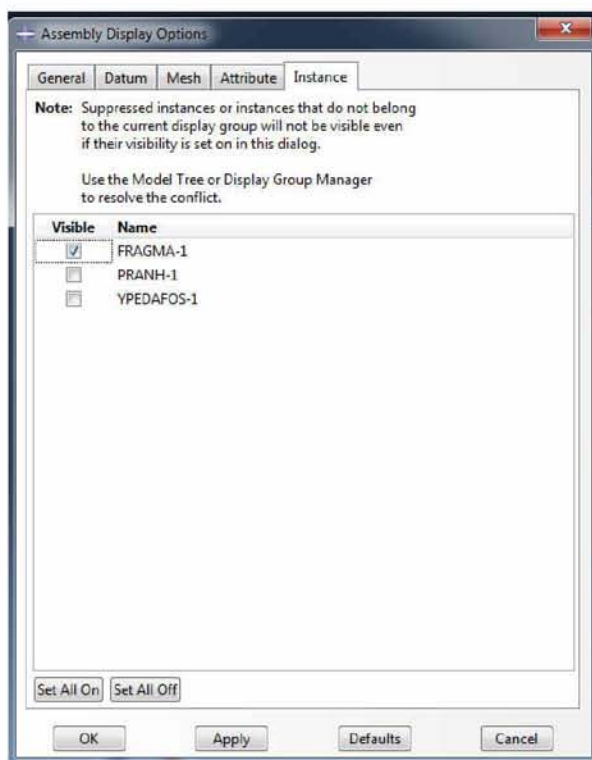 Assembly Display Options
General Datum Mesh Attribute Instance
Note: Suppressed instances or instances that do not belong
to the current display group will not be visible even
if their visibility is set on in this dialog.
Use the Model Tree or Display Group Manager
to resolve the conflict.
Visible Name
FRAGMA-1
PRANH-1
YPEDAFOS-1
Set All On Set All Off
OK Apply Defaults Cancel